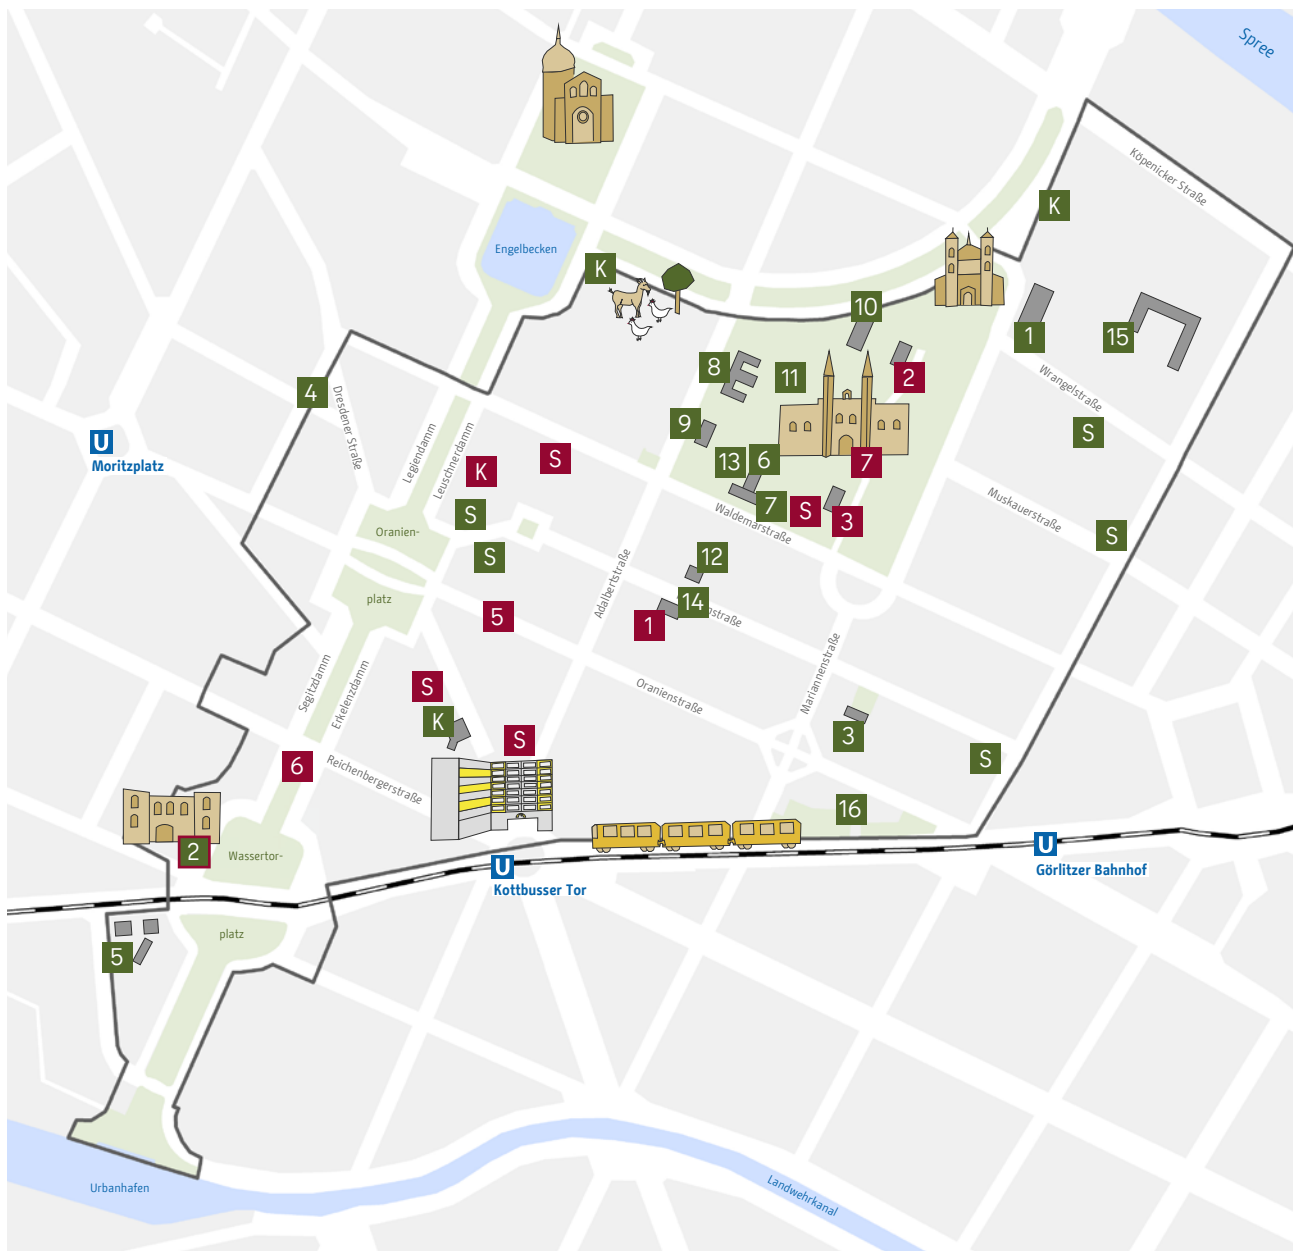 Spree
Köpenicker Straße
K
Engelbecken
K
10
1
15
8
11
2
Wrangelstraße
4
Dresdener Straße
9
S
U
Moritzplatz
Legiendamm
Leuschnerdamm
K
S
13
6
7
Muskauerstraße
S
7
S
3
Waldemarstraße
Oranien-
S
S
12
Adalbertstraße
platz
14
nstraße
5
1
Segitzdamm
Erkelenzdamm
S
Oranienstraße
Mariannenstraße
K
3
S
S
6
Reichenbergerstraße
16
2
Wassertor-
U
Kottbusser Tor
U
Görlitzer Bahnhof
platz
5
Urbanhafen
Landwehrkanal